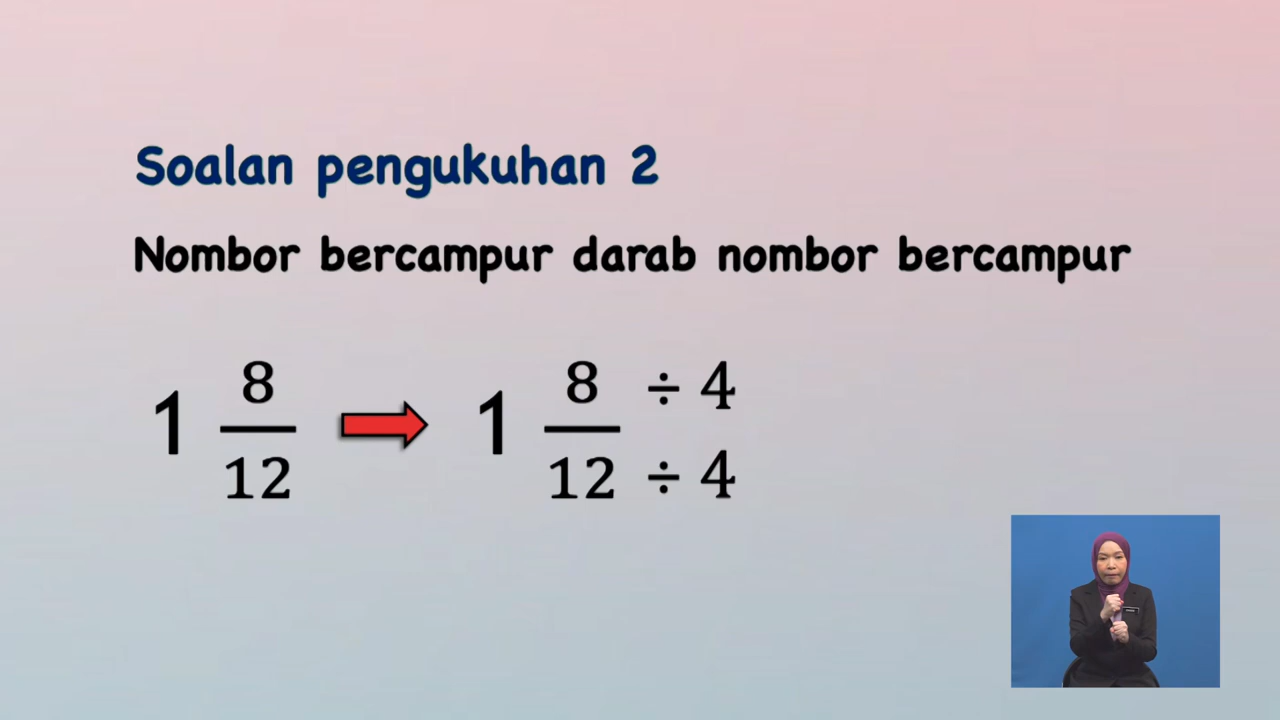 Soalan pengukuhan 2
Nombor bercampur darab nombor bercampur
1 8/12 ➡ 1 8 ÷ 4 / 12 ÷ 4